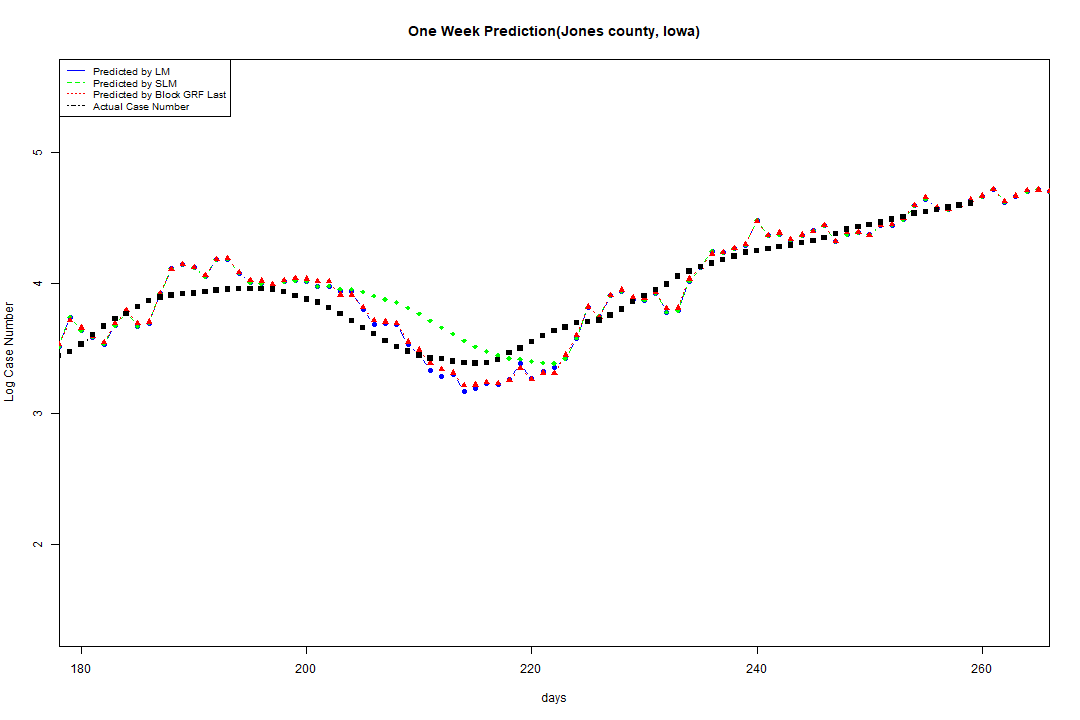 One Week Prediction(Jones county, Iowa)
Predicted by LM
Predicted by SLM
Predicted by Block GRF Last
Actual Case Number
5
4
3
2
Log Case Number
180 200 220 240 260
days